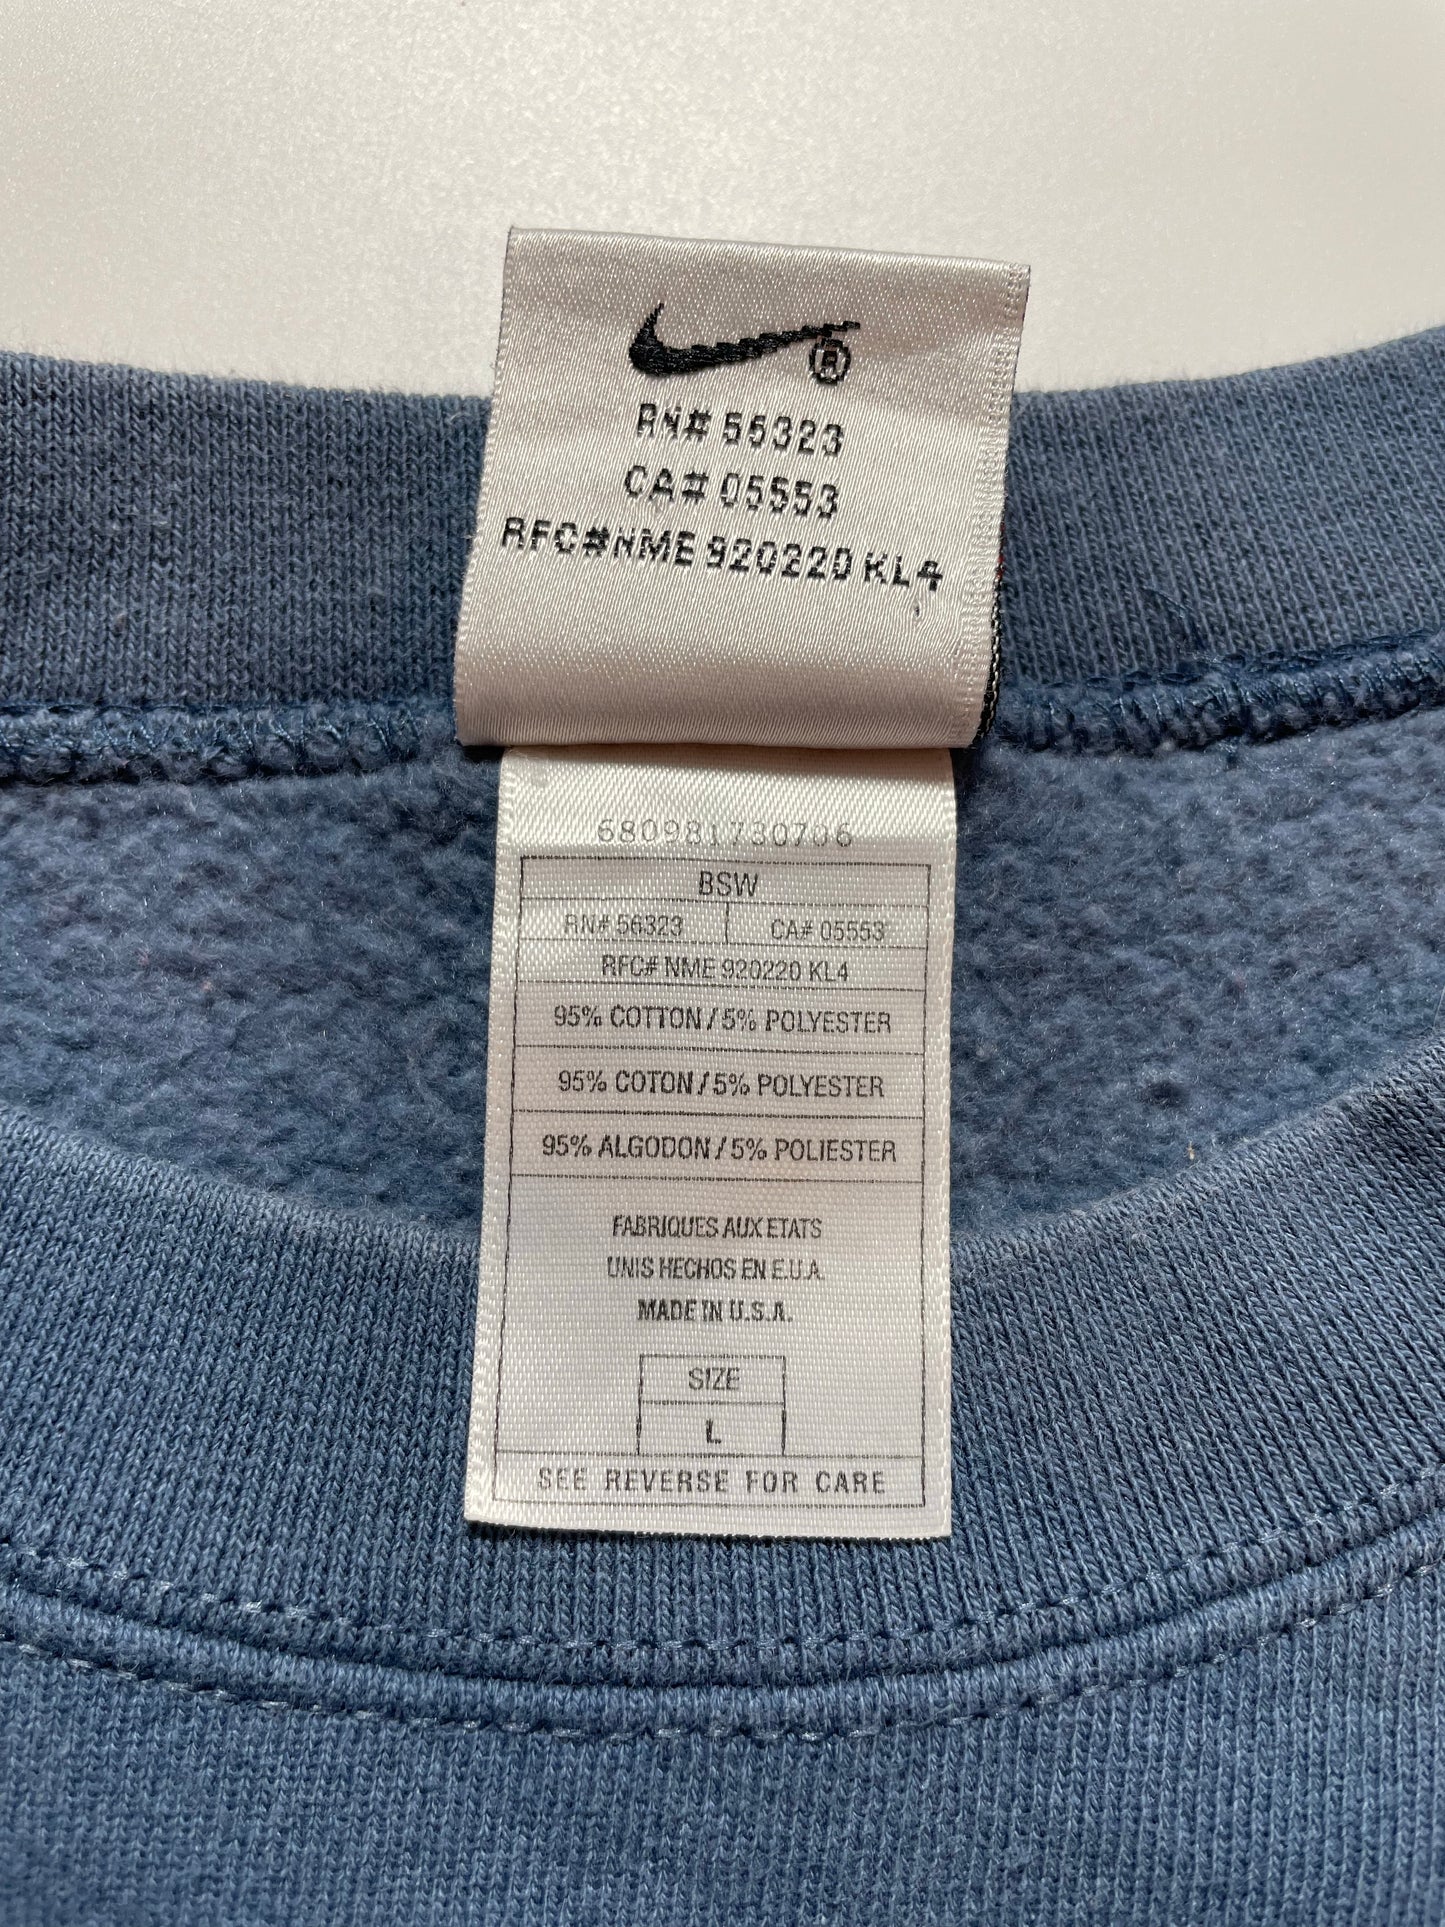 ®
RN# 56323
CA# 05553
RFC#NME 920220 KL4
680981730706
BSW
RN# 56323 CA# 05553
RFC# NME 920220 KL4
95% COTTON / 5% POLYESTER
95% COTON / 5% POLYESTER
95% ALGODON / 5% POLIESTER
FABRIQUES AUX ETATS
UNIS HECHOS EN E.U.A.
MADE IN U.S.A.
SIZE
L
SEE REVERSE FOR CARE